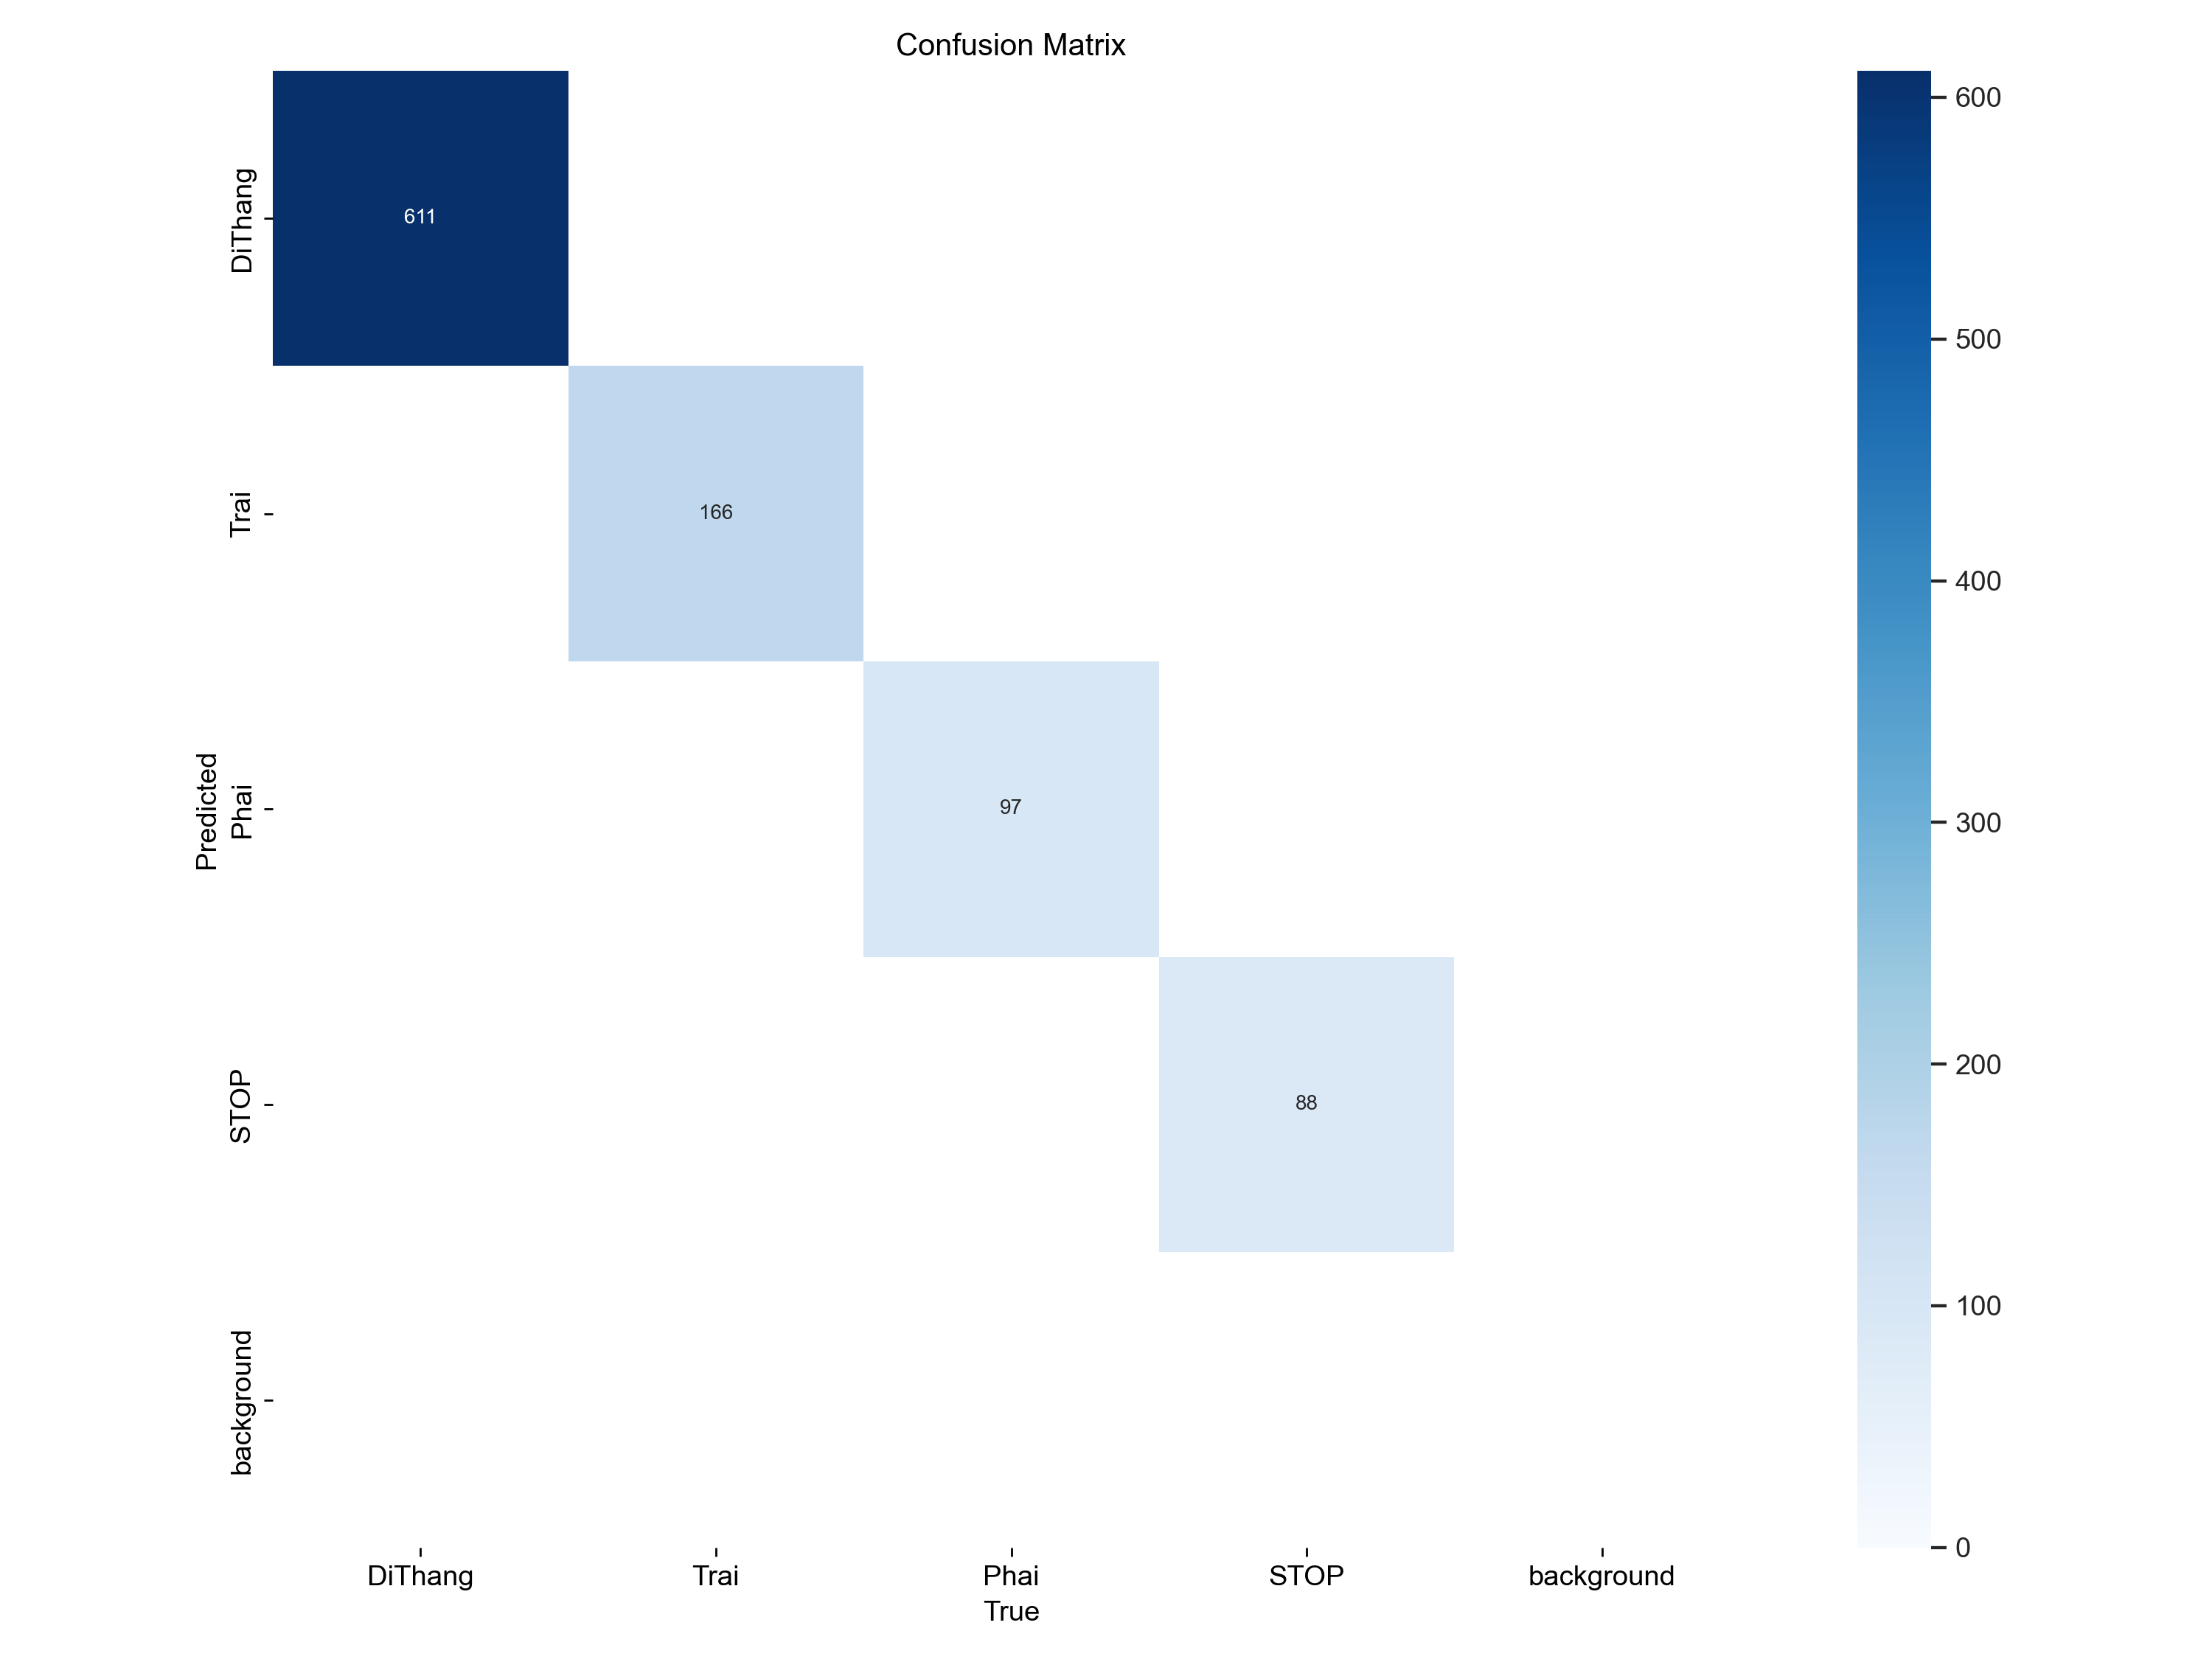 Confusion Matrix
DiThang
611
600
500
Trai
166
400
Predicted
Phai
97
300
STOP
88
200
100
background
0
DiThang Trai Phai STOP background
True